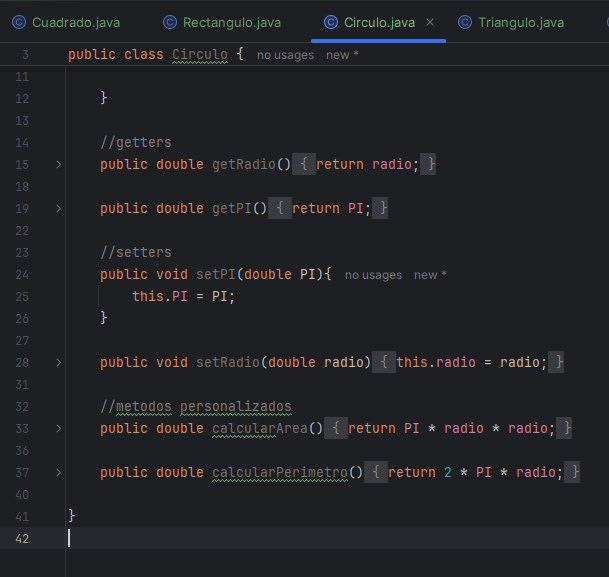 Cuadrado.java Rectangulo.java Circulo.java Triangulo.java
3 public class Circulo { no usages new *
11
12 }
13
14 //getters
15 public double getRadio() { return radio; }
18
19 public double getPI() { return PI; }
22
23 //setters
24 public void setPI(double PI){ no usages new *
25 this.PI = PI;
26 }
27
28 public void setRadio(double radio) { this.radio = radio; }
31
32 //metodos personalizados
33 public double calcularArea() { return PI * radio * radio; }
36
37 public double calcularPerimetro() { return 2 * PI * radio; }
40
41 }
42